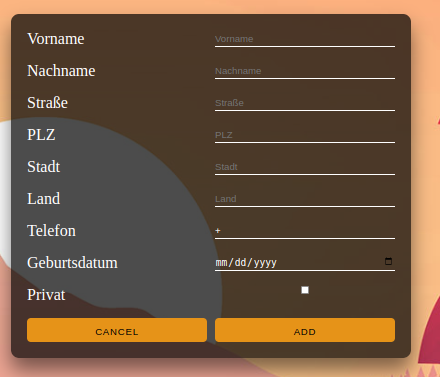 Vorname Vorname
Nachname Nachname
Straße Straße
PLZ PLZ
Stadt Stadt
Land Land
Telefon +
Geburtsdatum mm/dd/yyyy
Privat
CANCEL ADD